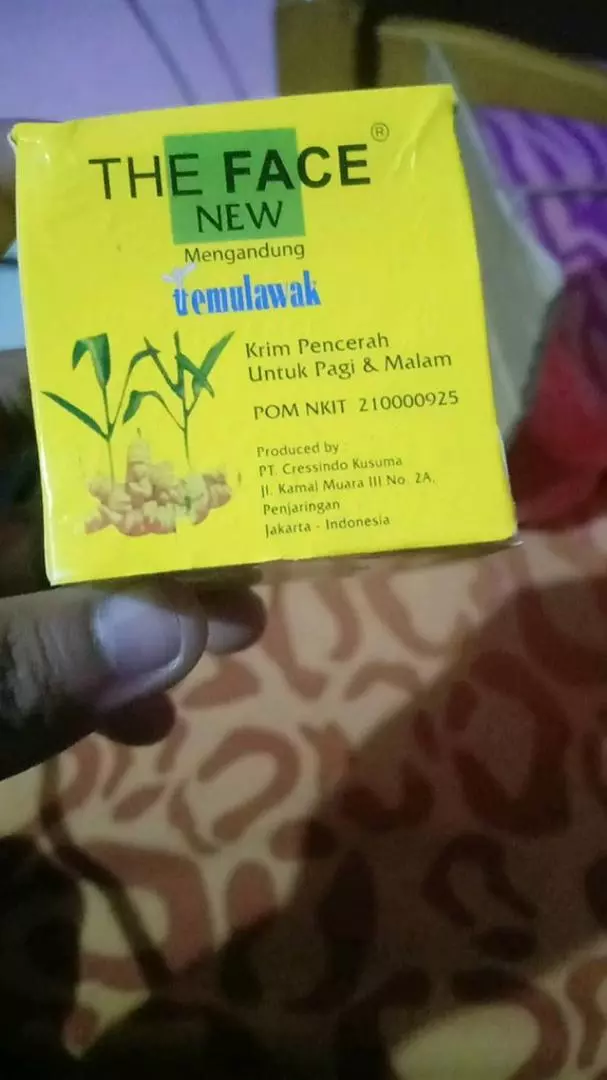 THE FACE®
NEW
Mengandung
temulawak
Krim Pencerah
Untuk Pagi & Malam
POM NKIT 210000925
Produced by
PT. Cressindo Kusuma
Jl. Kamal Muara III No. 2A,
Penjaringan
Jakarta - Indonesia